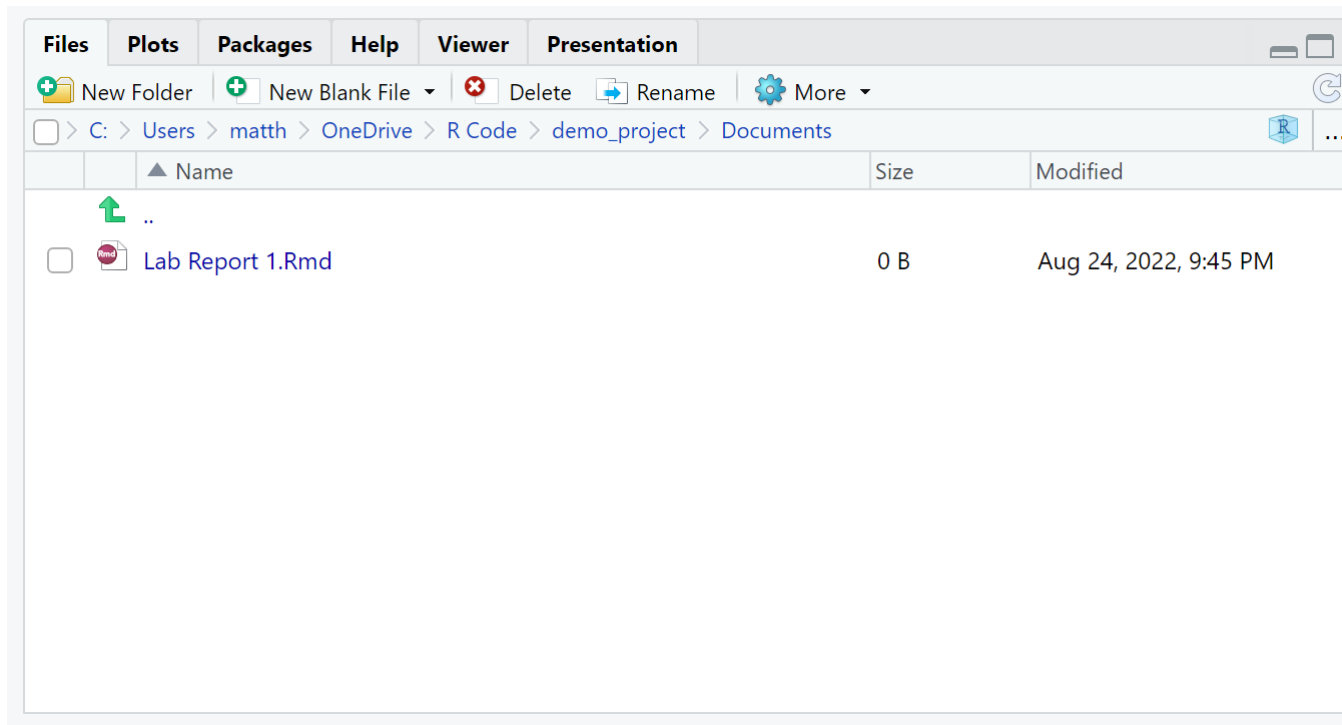 Files Plots Packages Help Viewer Presentation
New Folder New Blank File Delete Rename More
C: > Users > matth > OneDrive > R Code > demo_project > Documents R ...
Name Size Modified
..
Rmd Lab Report 1.Rmd 0 B Aug 24, 2022, 9:45 PM